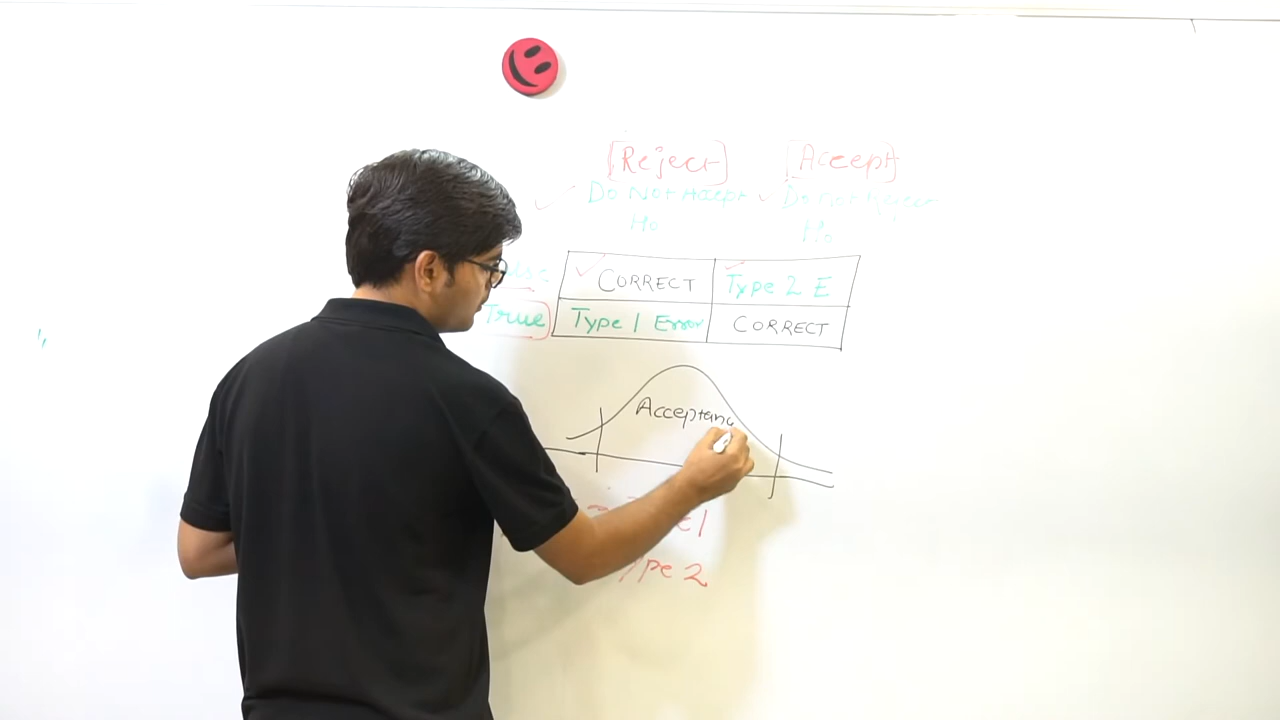 [Reject] [Accept]
Do Not Accept Do not Reject
Ho Ho
CORRECT Type 2 E
True Type 1 Error CORRECT
Acceptanc
1
ype 2